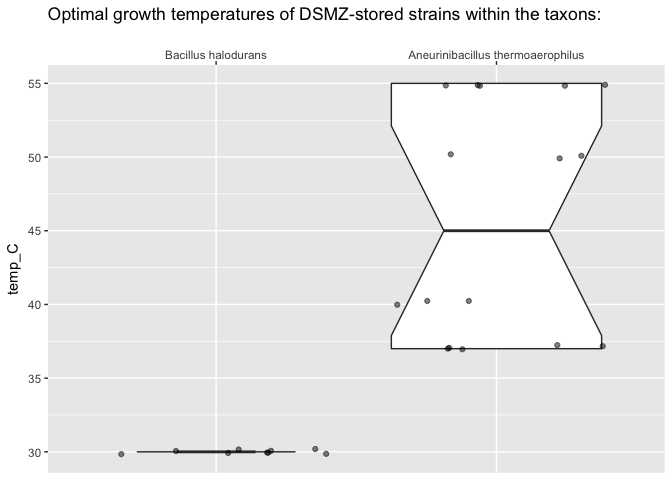 Optimal growth temperatures of DSMZ-stored strains within the taxons:
Bacillus halodurans
Aneurinibacillus thermoaerophilus
55
50
45
40
35
30
temp_C